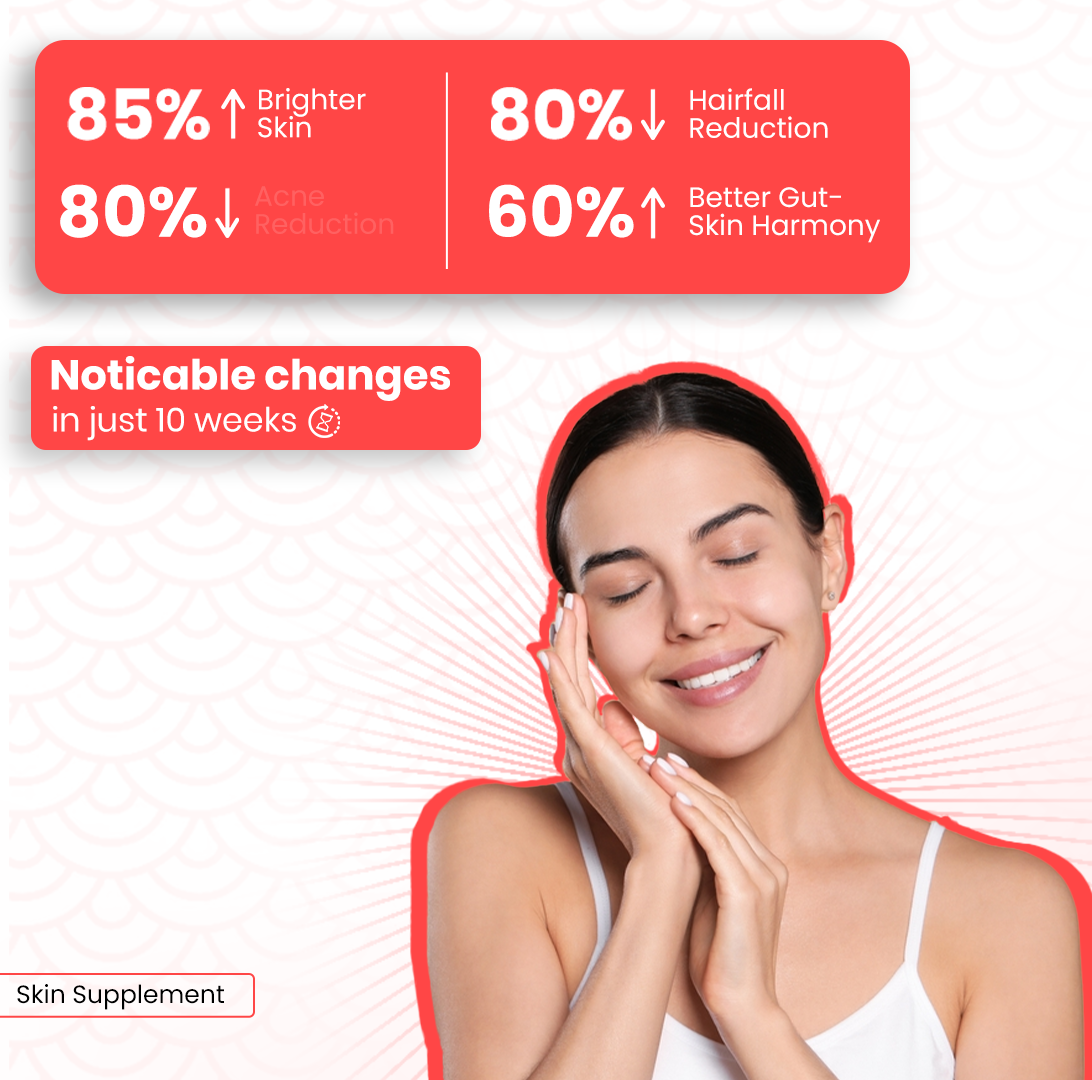 85% ↑ Brighter
Skin
80% ↓ Acne
Reduction
80% ↓ Hairfall
Reduction
60% ↑ Better Gut-
Skin Harmony
Noticable changes
in just 10 weeks
Skin Supplement